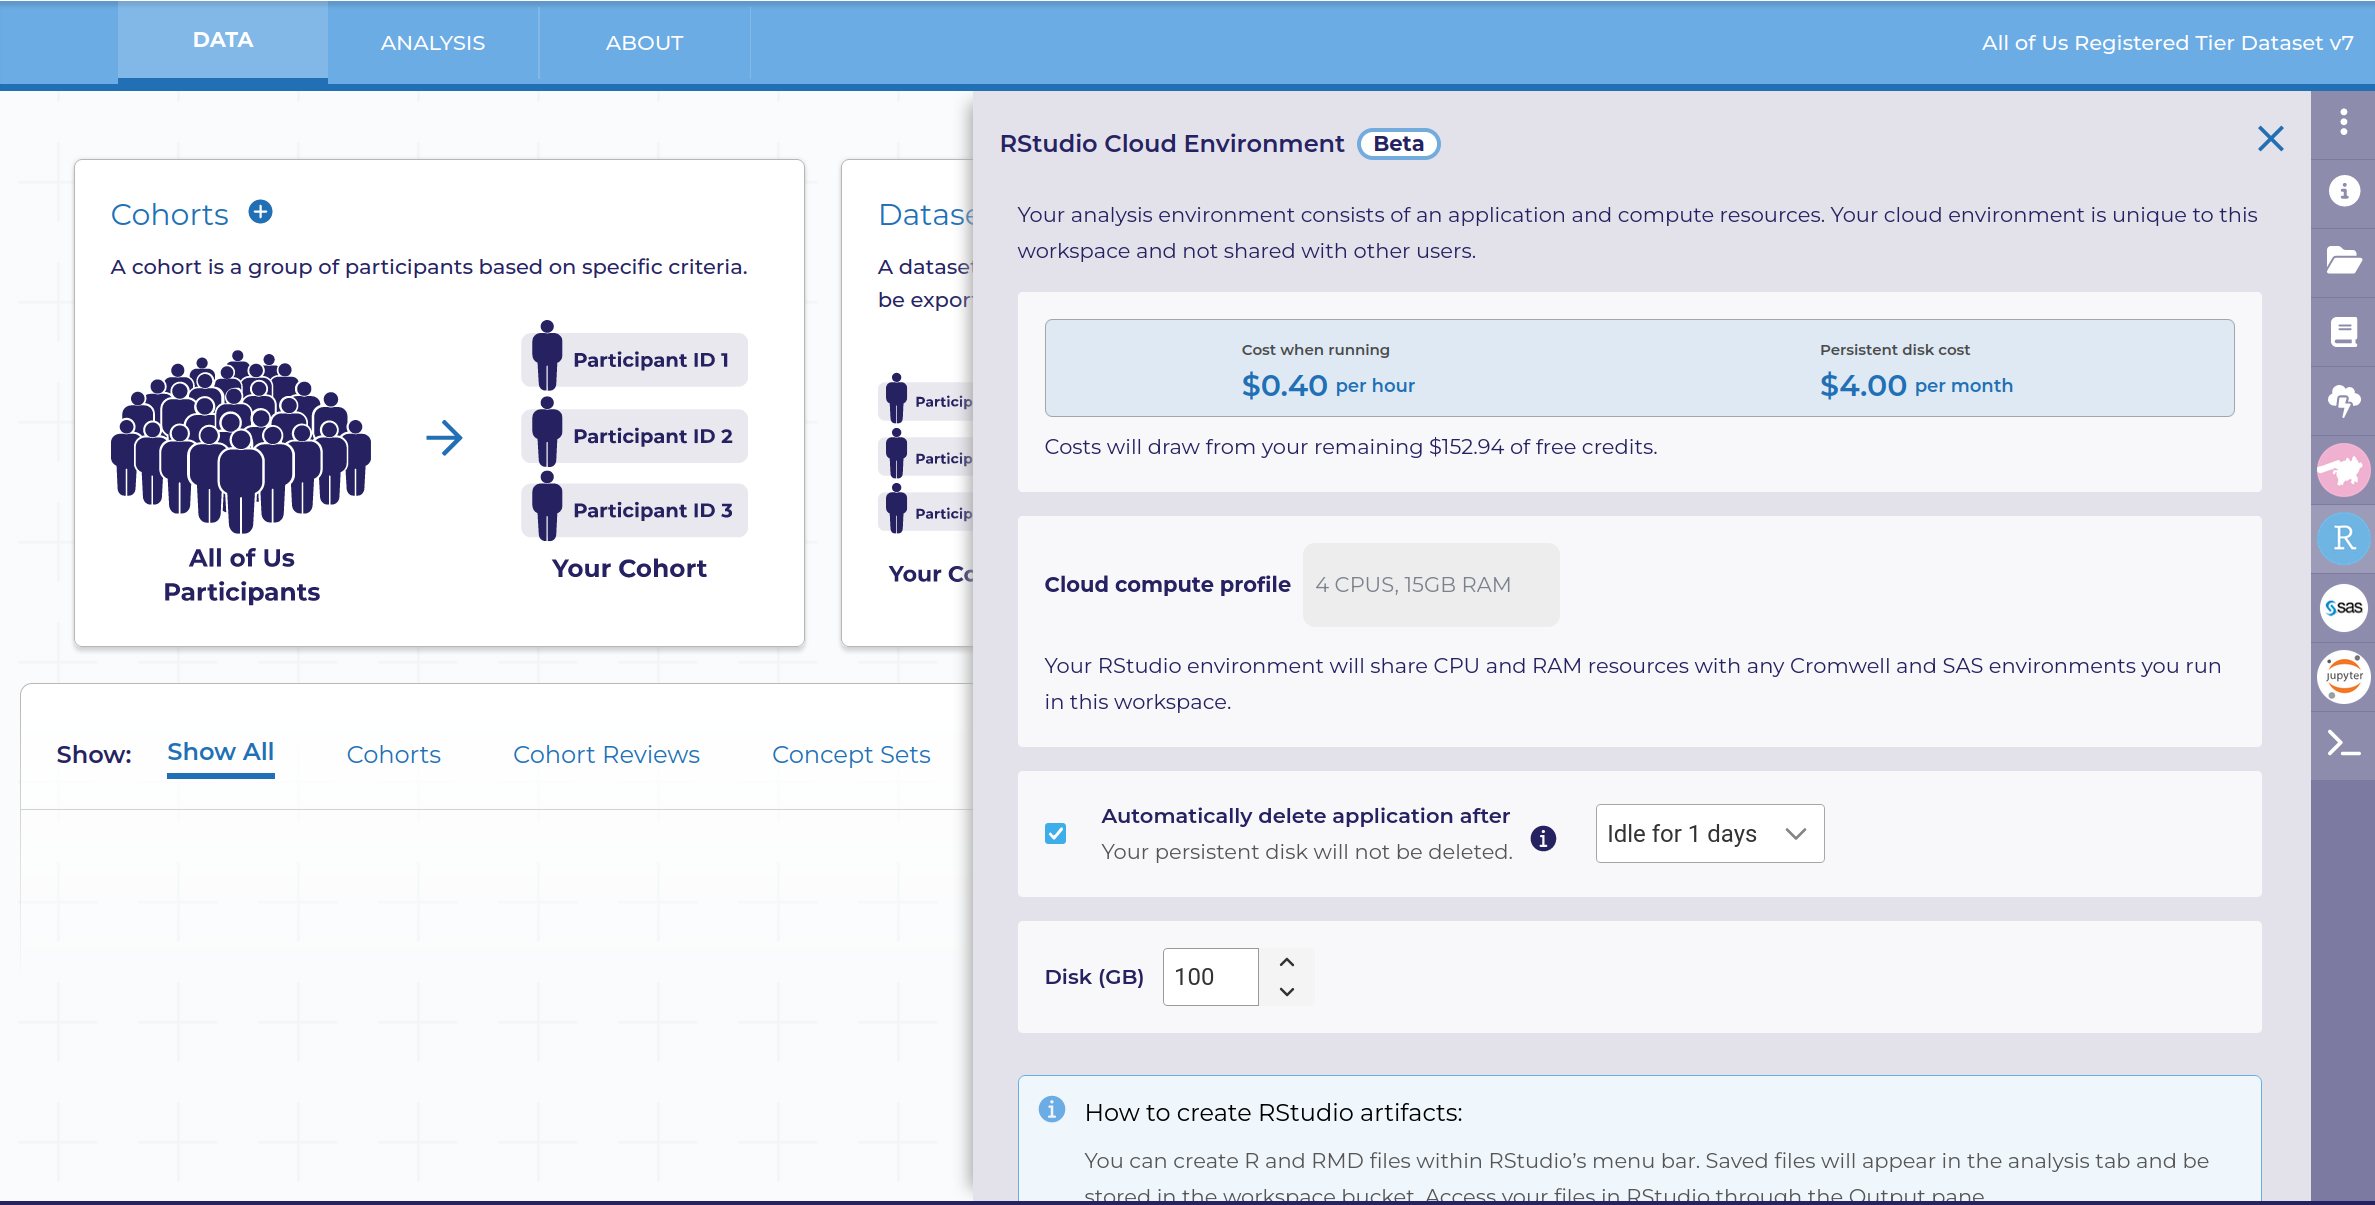 DATA
ANALYSIS
ABOUT
All of Us Registered Tier Dataset v7
Cohorts
A cohort is a group of participants based on specific criteria.
Participant ID 1
Participant ID 2
Participant ID 3
All of Us
Participants
Your Cohort
A
be
Your
Show:
Show All
Cohorts
Cohort Reviews
Concept Sets
RStudio Cloud Environment
Beta
Your analysis environment consists of an application and compute resources. Your cloud environment is unique to this
workspace and not shared with other users.
Cost when running
$0.40 per hour
Persistent disk cost
$4.00 per month
Costs will draw from your remaining $152.94 of free credits.
Cloud compute profile
4 CPUS, 15GB RAM
Your RStudio environment will share CPU and RAM resources with any Cromwell and SAS environments you run
in this workspace.
Automatically delete application after
Your persistent disk will not be deleted.
Idle for 1 days
Disk (GB)
100
How to create RStudio artifacts:
You can create R and RMD files within RStudio's menu bar. Saved files will appear in the analysis tab and be
stored in the workspace bucket. Access your files in RStudio through the Output pane
R
sas
jupyter